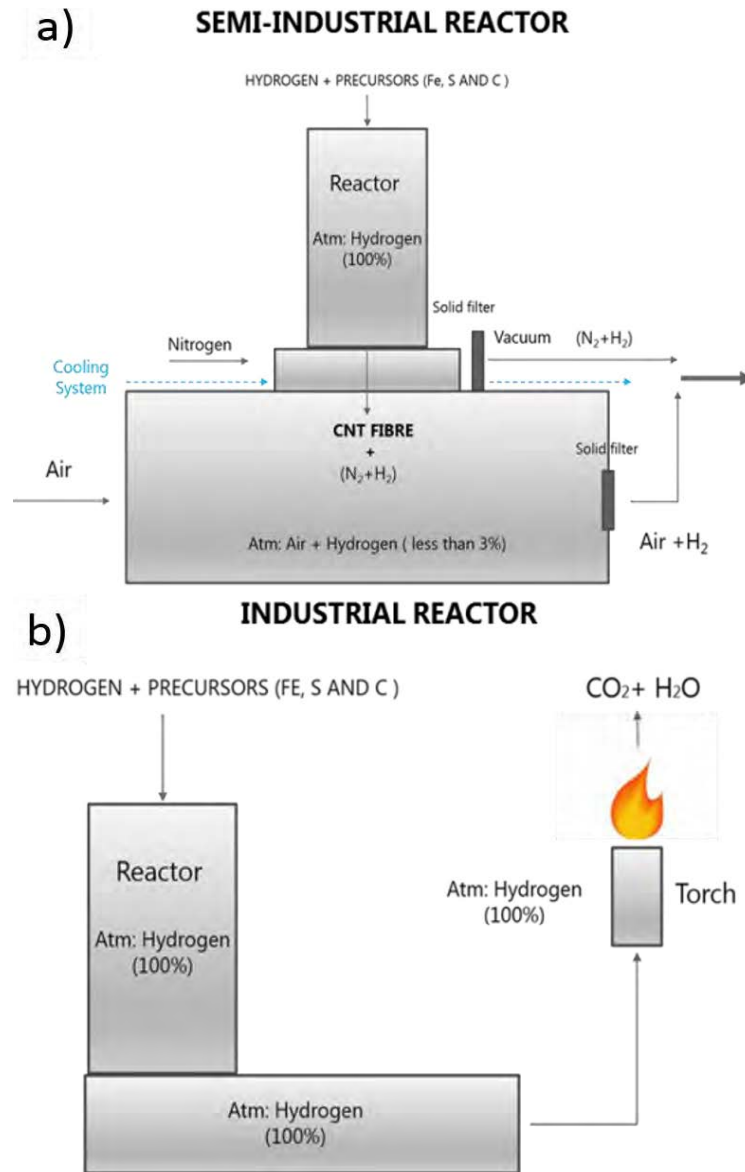 a)
SEMI-INDUSTRIAL REACTOR
HYDROGEN + PRECURSORS (Fe, S AND C )
Reactor
Atm: Hydrogen
(100%)
Solid filter
Nitrogen
Vacuum
(N₂+H₂)
Cooling
System
CNT FIBRE
+
(N₂+H₂)
Solid filter
Air
Atm: Air + Hydrogen ( less than 3%)
Air +H₂
b)
INDUSTRIAL REACTOR
HYDROGEN + PRECURSORS (FE, S AND C )
CO₂+ H₂O
Reactor
Atm: Hydrogen
(100%)
Atm: Hydrogen
(100%)
Torch
Atm: Hydrogen
(100%)